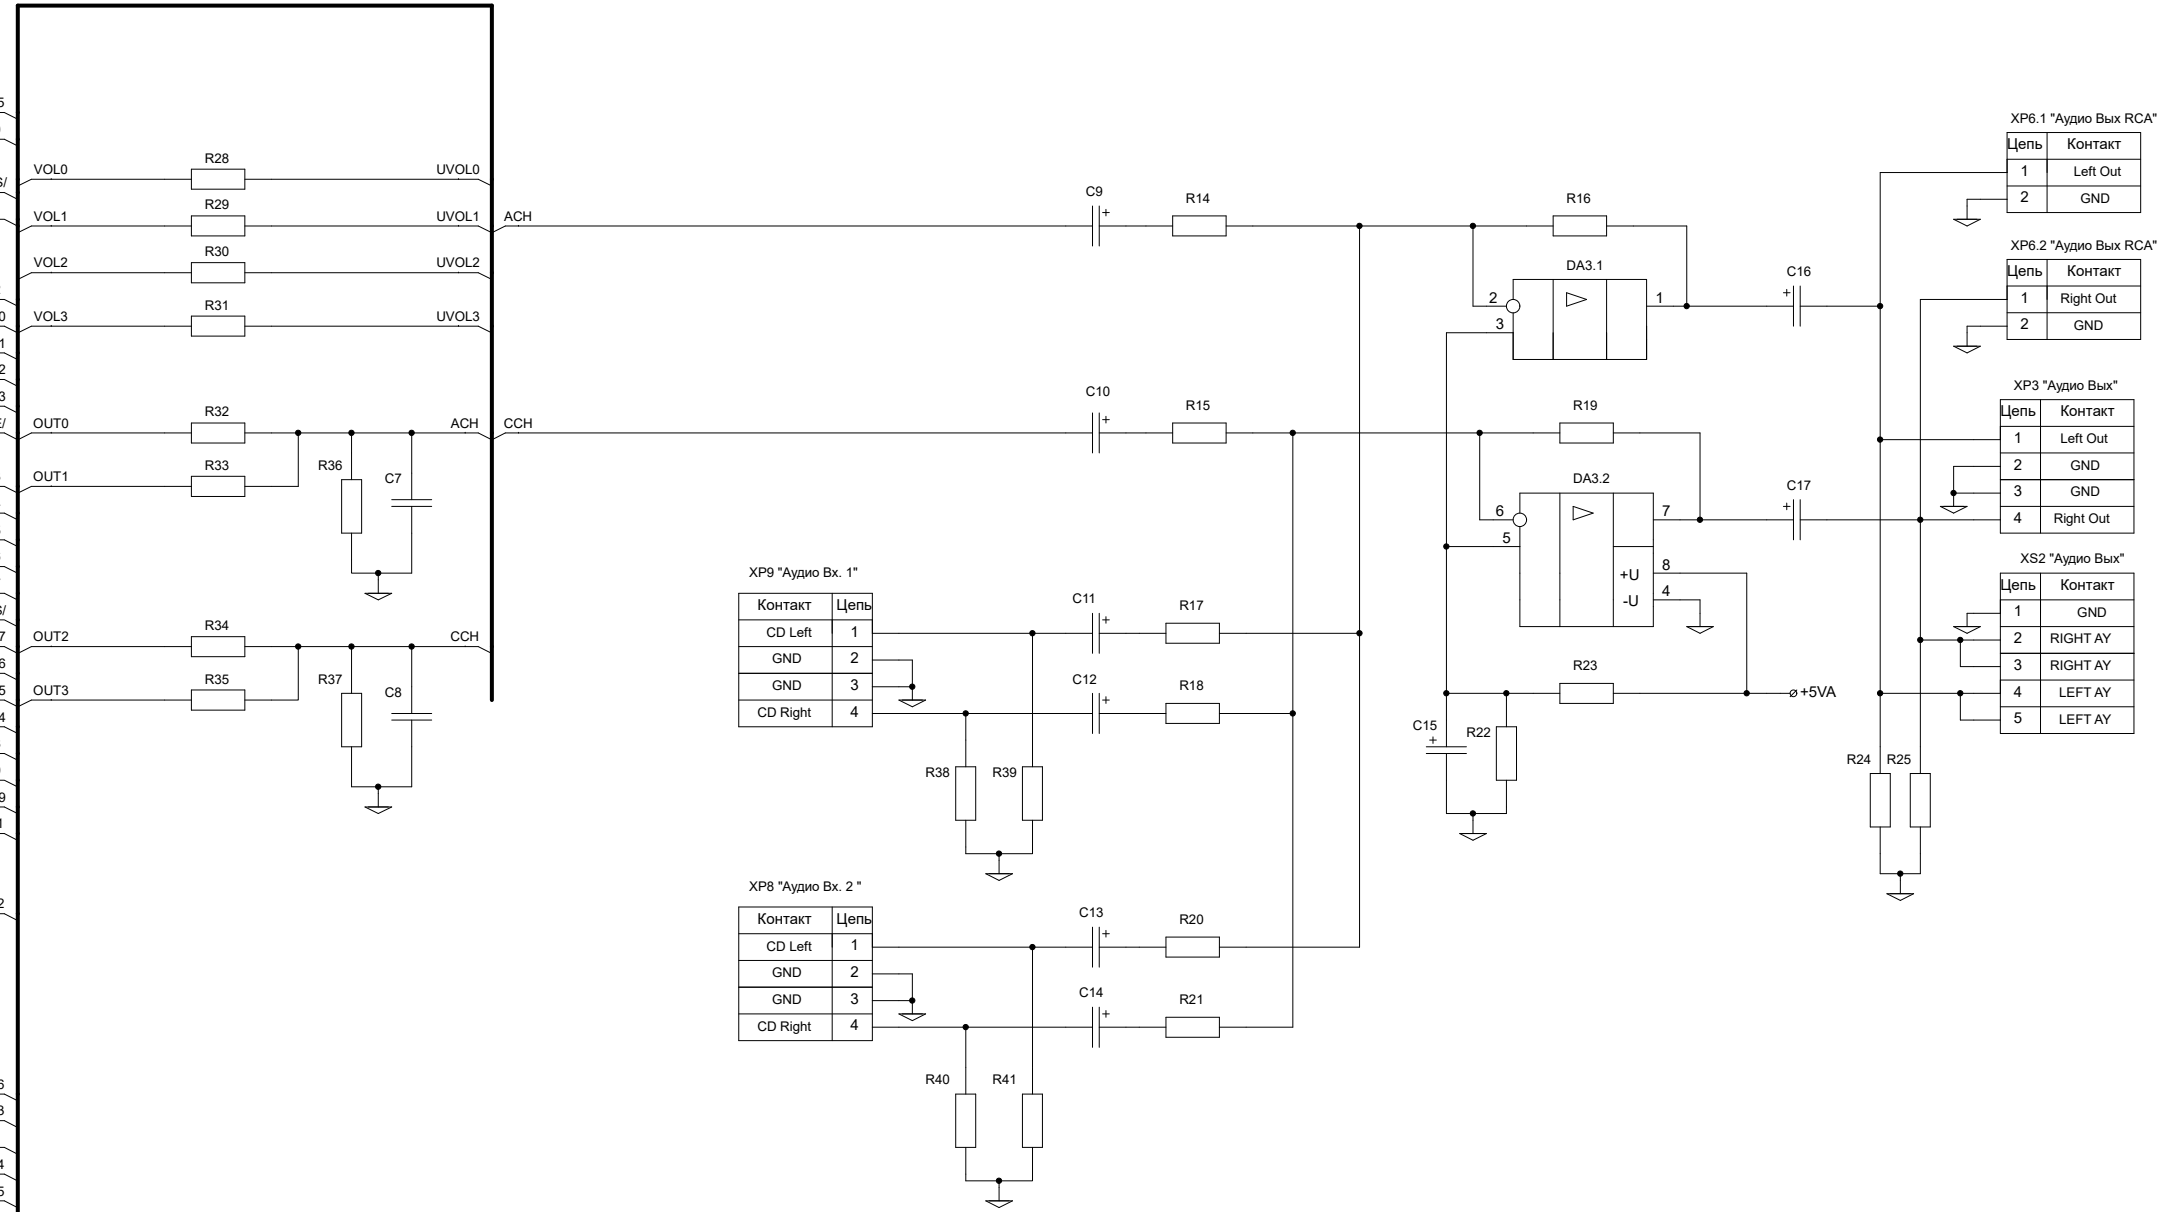 VOL0
R28
UVOL0
VOL1
R29
UVOL1
ACH
VOL2
R30
UVOL2
VOL3
R31
UVOL3
OUT0
R32
ACH
CCH
OUT1
R33
R36
C7
OUT2
R34
CCH
OUT3
R35
R37
C8
C9
+
R14
R16
DA3.1
2
3
1
C16
+
C10
+
R15
R19
DA3.2
6
5
7
+U
8
-U
4
C17
+
R23
+5VA
C15
+
R22
R24
R25
XP9 "Аудио Вх. 1"
Контакт Цепь
CD Left 1
GND 2
GND 3
CD Right 4
C11
+
R17
C12
+
R18
R38
R39
XP8 "Аудио Вх. 2 "
Контакт Цепь
CD Left 1
GND 2
GND 3
CD Right 4
C13
+
R20
C14
+
R21
R40
R41
XP6.1 "Аудио Вых RCA"
Цепь Контакт
1 Left Out
2 GND
XP6.2 "Аудио Вых RCA"
Цепь Контакт
1 Right Out
2 GND
XP3 "Аудио Вых"
Цепь Контакт
1 Left Out
2 GND
3 GND
4 Right Out
XS2 "Аудио Вых"
Цепь Контакт
1 GND
2 RIGHT AY
3 RIGHT AY
4 LEFT AY
5 LEFT AY